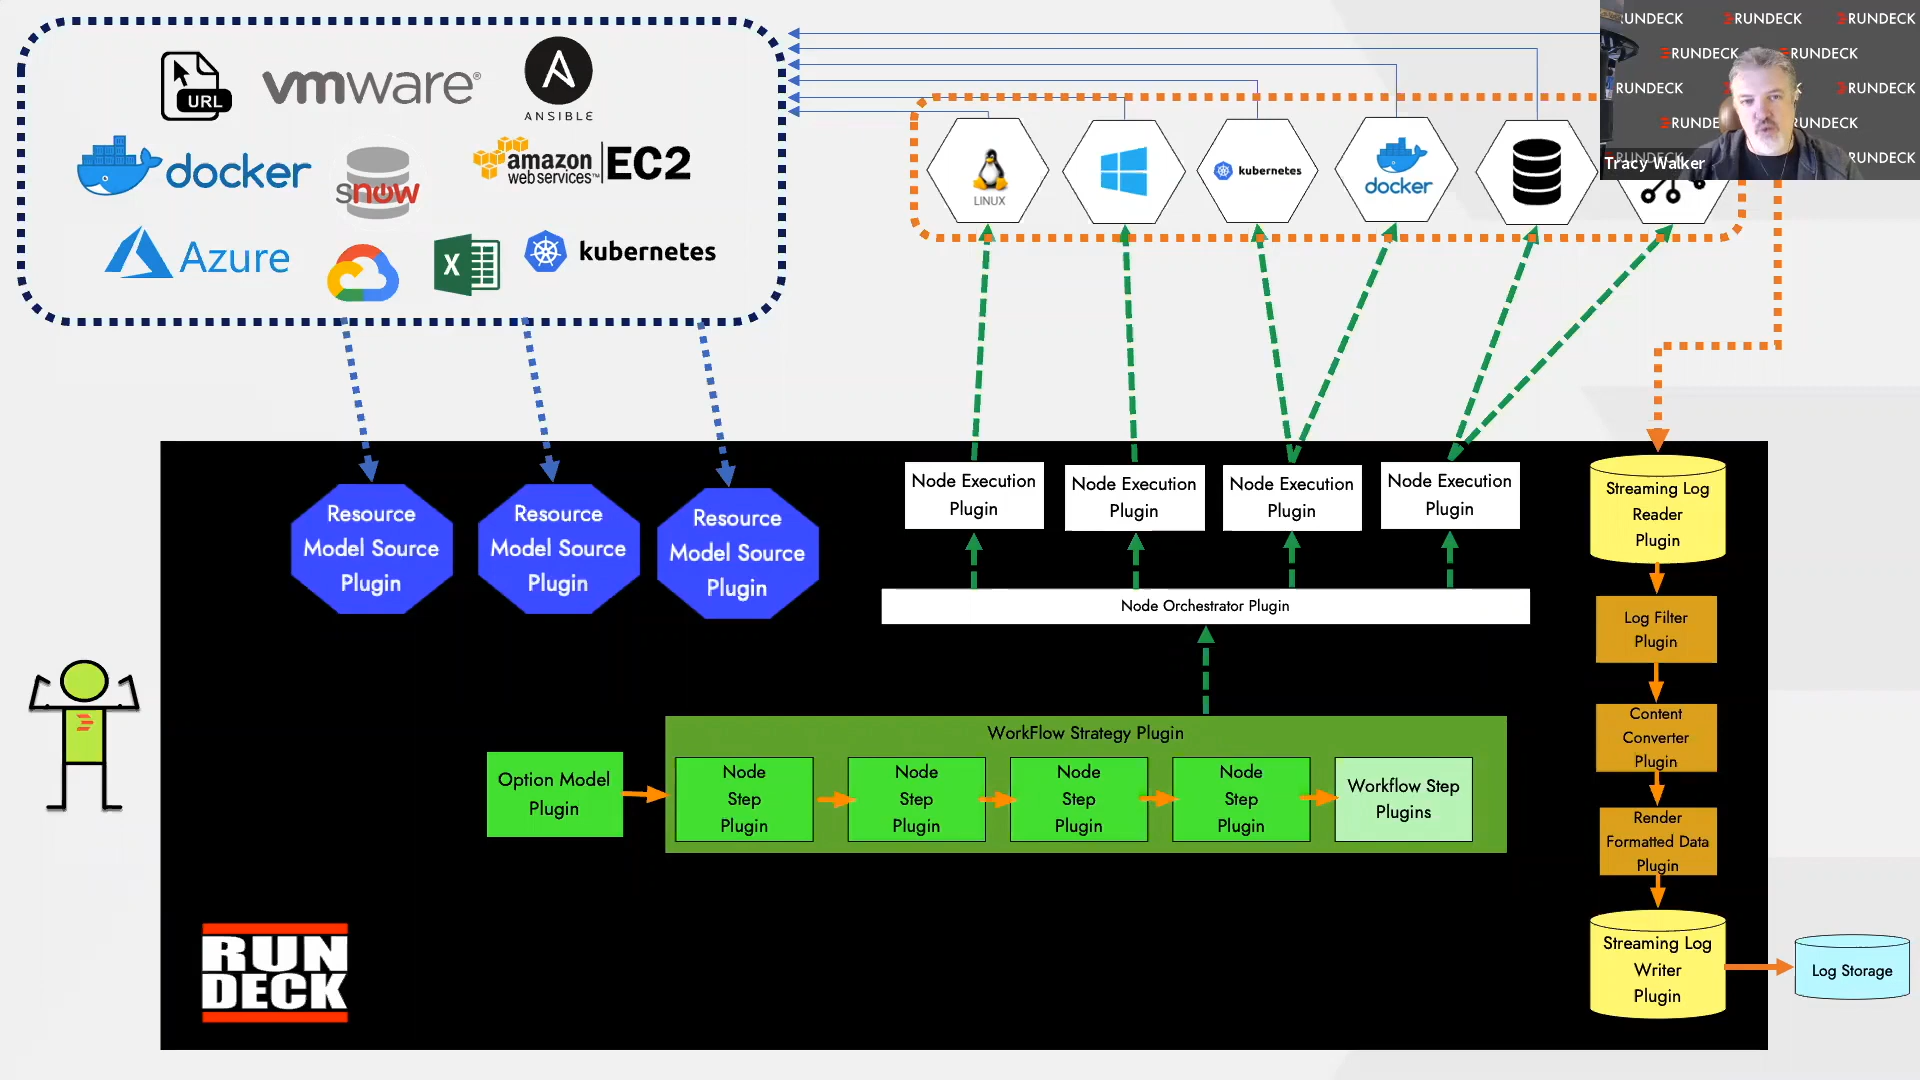 URL
vmware®
ANSIBLE
docker
snow
amazon
web services™
EC2
Azure
X
kubernetes
LINUX
kubernetes
docker
RUNDECK
RUNDECK
RUNDECK
RUNDECK
RUNDECK
RUNDECK
RUNDECK
RUNDE
RUNDECK
RUNDECK
Tracy Walker
Resource
Model Source
Plugin
Resource
Model Source
Plugin
Resource
Model Source
Plugin
Node Execution
Plugin
Node Execution
Plugin
Node Execution
Plugin
Node Execution
Plugin
Node Orchestrator Plugin
WorkFlow Strategy Plugin
Option Model
Plugin
Node
Step
Plugin
Node
Step
Plugin
Node
Step
Plugin
Node
Step
Plugin
Workflow Step
Plugins
Streaming Log
Reader
Plugin
Log Filter
Plugin
Content
Converter
Plugin
Render
Formatted Data
Plugin
Streaming Log
Writer
Plugin
Log Storage
RUN
DECK